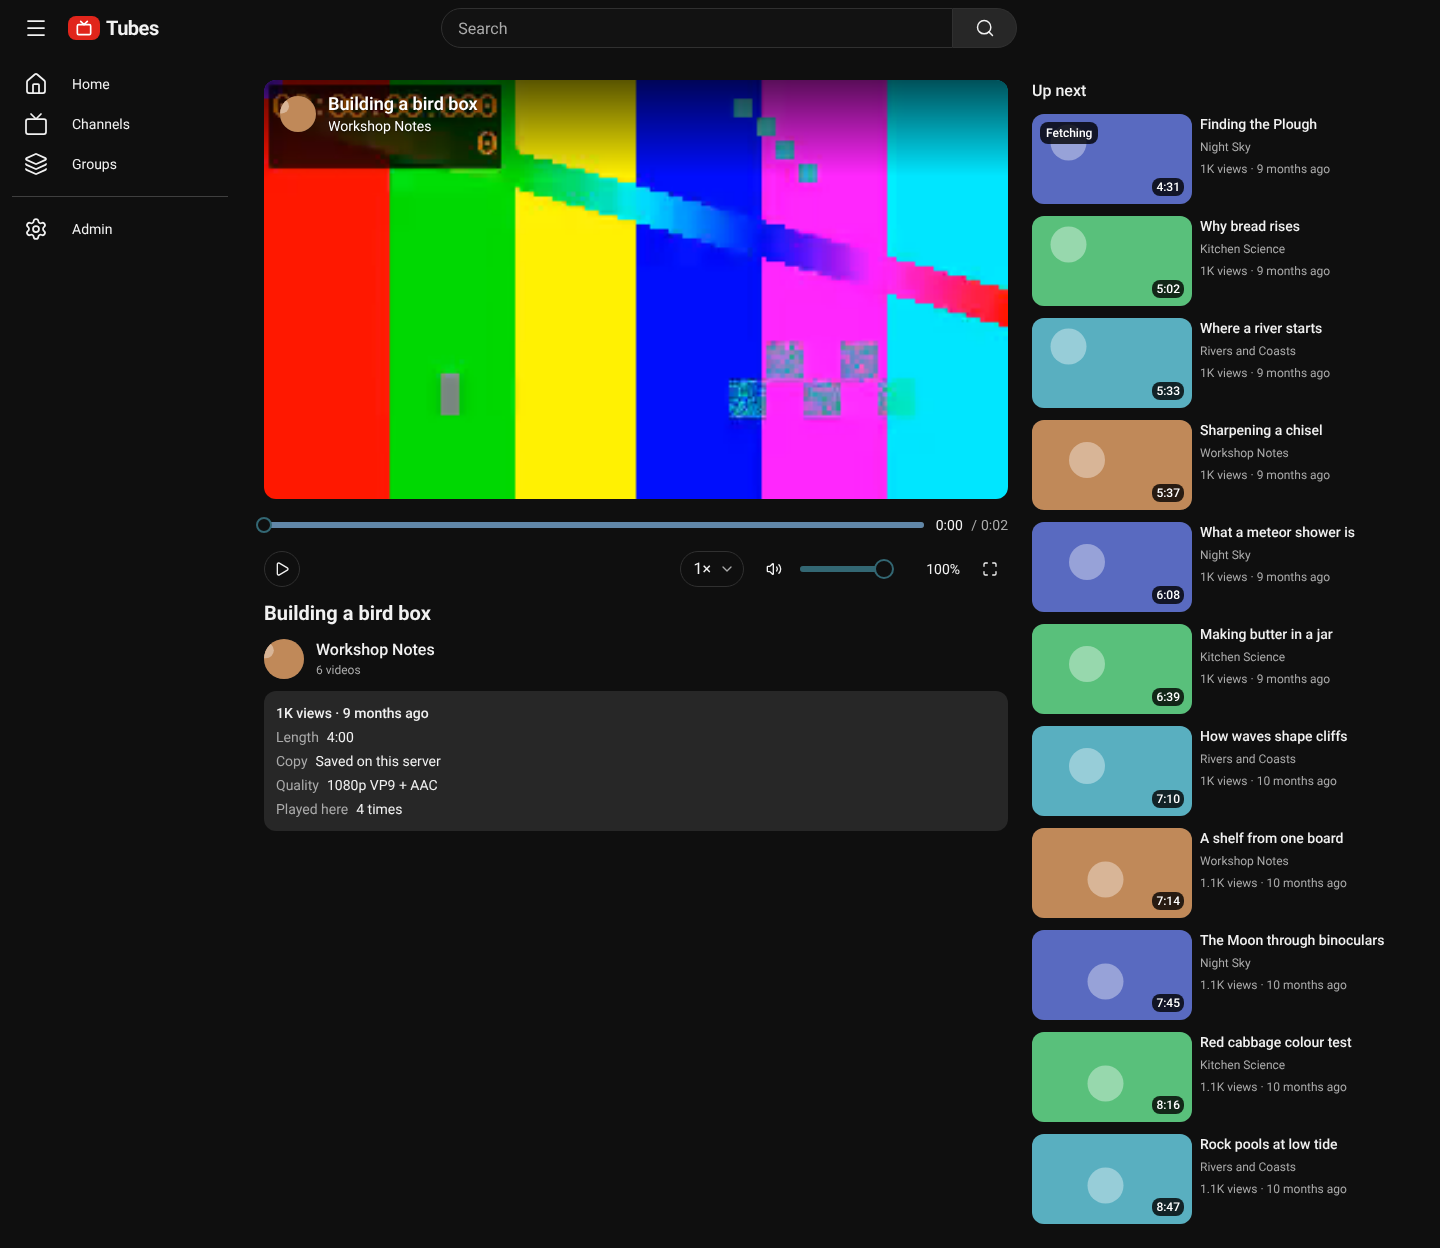 Tubes
Search
Home
Channels
Groups
Admin
Building a bird box
Workshop Notes
0
0:00 / 0:02
1×
100%
Building a bird box
Workshop Notes
6 videos
1K views · 9 months ago
Length 4:00
Copy Saved on this server
Quality 1080p VP9 + AAC
Played here 4 times
Up next
Fetching
4:31
Finding the Plough
Night Sky
1K views · 9 months ago
5:02
Why bread rises
Kitchen Science
1K views · 9 months ago
5:33
Where a river starts
Rivers and Coasts
1K views · 9 months ago
5:37
Sharpening a chisel
Workshop Notes
1K views · 9 months ago
6:08
What a meteor shower is
Night Sky
1K views · 9 months ago
6:39
Making butter in a jar
Kitchen Science
1K views · 9 months ago
7:10
How waves shape cliffs
Rivers and Coasts
1K views · 10 months ago
7:14
A shelf from one board
Workshop Notes
1.1K views · 10 months ago
7:45
The Moon through binoculars
Night Sky
1.1K views · 10 months ago
8:16
Red cabbage colour test
Kitchen Science
1.1K views · 10 months ago
8:47
Rock pools at low tide
Rivers and Coasts
1.1K views · 10 months ago